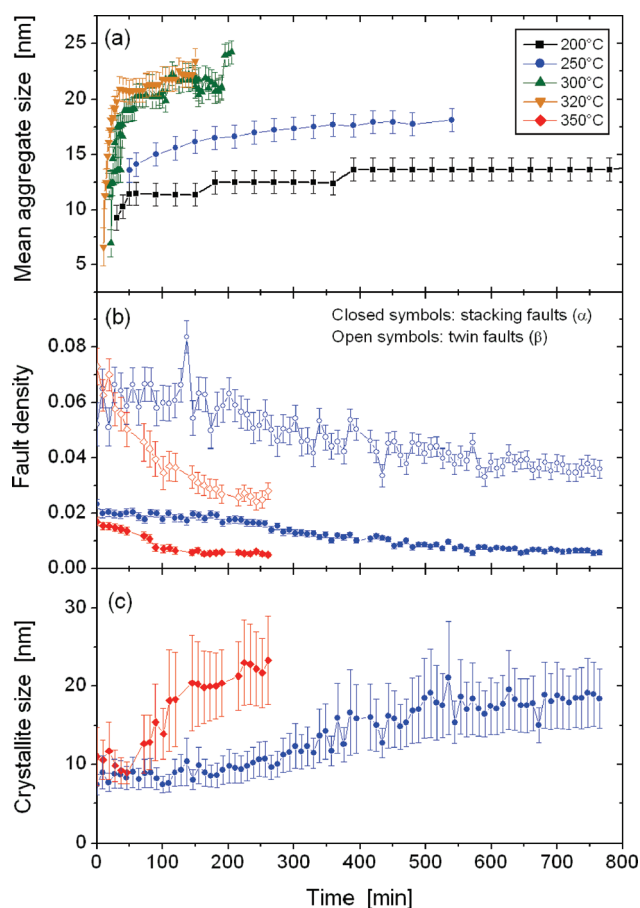 (a)
Mean aggregate size [nm]
25
20
15
10
5
200°C
250°C
300°C
320°C
350°C
(b)
Closed symbols: stacking faults (α)
Open symbols: twin faults (β)
Fault density
0.08
0.06
0.04
0.02
0.00
(c)
Crystallite size [nm]
30
20
10
0
0 100 200 300 400 500 600 700 800
Time [min]